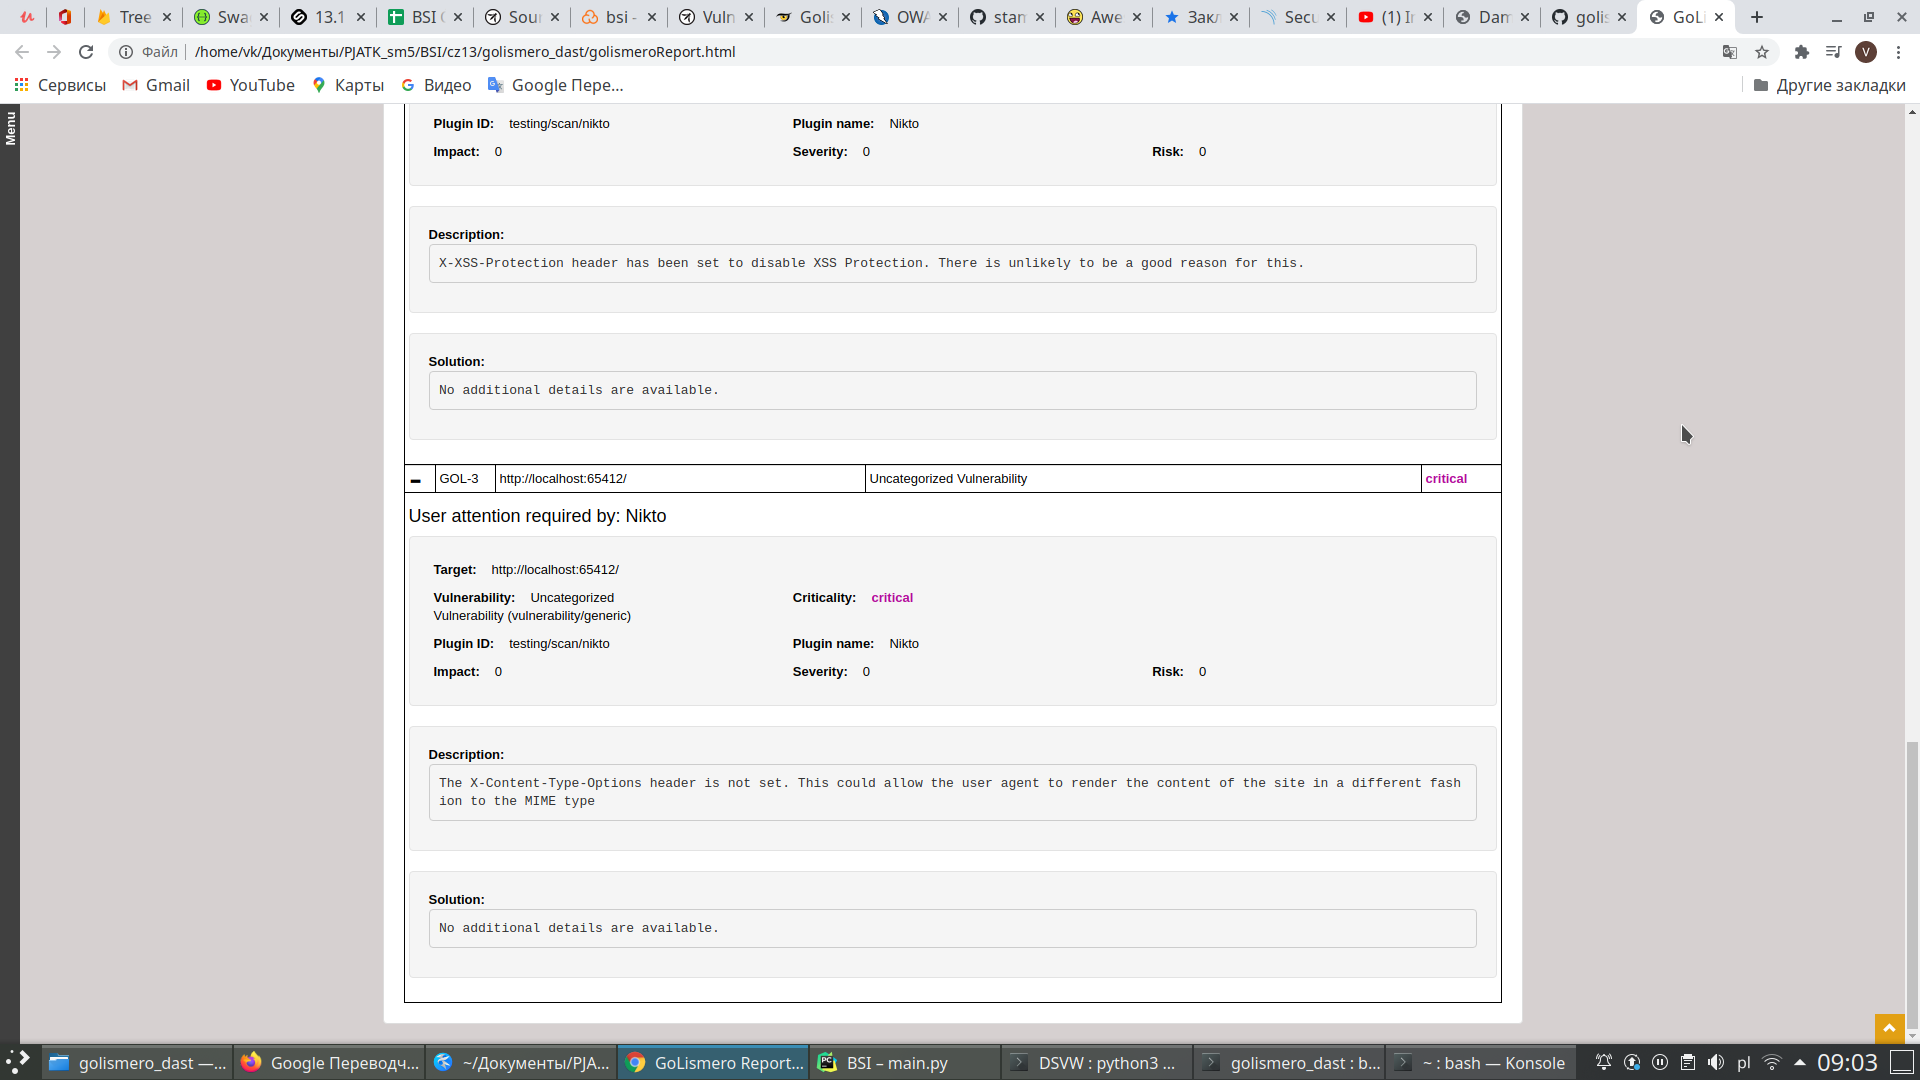 Tree
Swa
13.1
BSI
Sour
bsi -
Vuln
Golis
OWA
stam
Awe
Закл
Secu
(1) I
Dam
golis
GoLi
Файл | /home/vk/Документы/PJATK_sm5/BSI/cz13/golismero_dast/golismeroReport.html
V
Сервисы Gmail YouTube Карты Видео Google Пере... Другие закладки
Menu
Plugin ID: testing/scan/nikto Plugin name: Nikto
Impact: 0 Severity: 0 Risk: 0
Description:
X-XSS-Protection header has been set to disable XSS Protection. There is unlikely to be a good reason for this.
Solution:
No additional details are available.
GOL-3 http://localhost:65412/ Uncategorized Vulnerability critical
User attention required by: Nikto
Target: http://localhost:65412/
Vulnerability: Uncategorized Criticality: critical
Vulnerability (vulnerability/generic)
Plugin ID: testing/scan/nikto Plugin name: Nikto
Impact: 0 Severity: 0 Risk: 0
Description:
The X-Content-Type-Options header is not set. This could allow the user agent to render the content of the site in a different fash
ion to the MIME type
Solution:
No additional details are available.
golismero_dast —... Google Переводч... ~/Документы/PJA... GoLismero Report... BSI – main.py DSVW : python3 ... golismero_dast : b... ~ : bash — Konsole pl 09:03